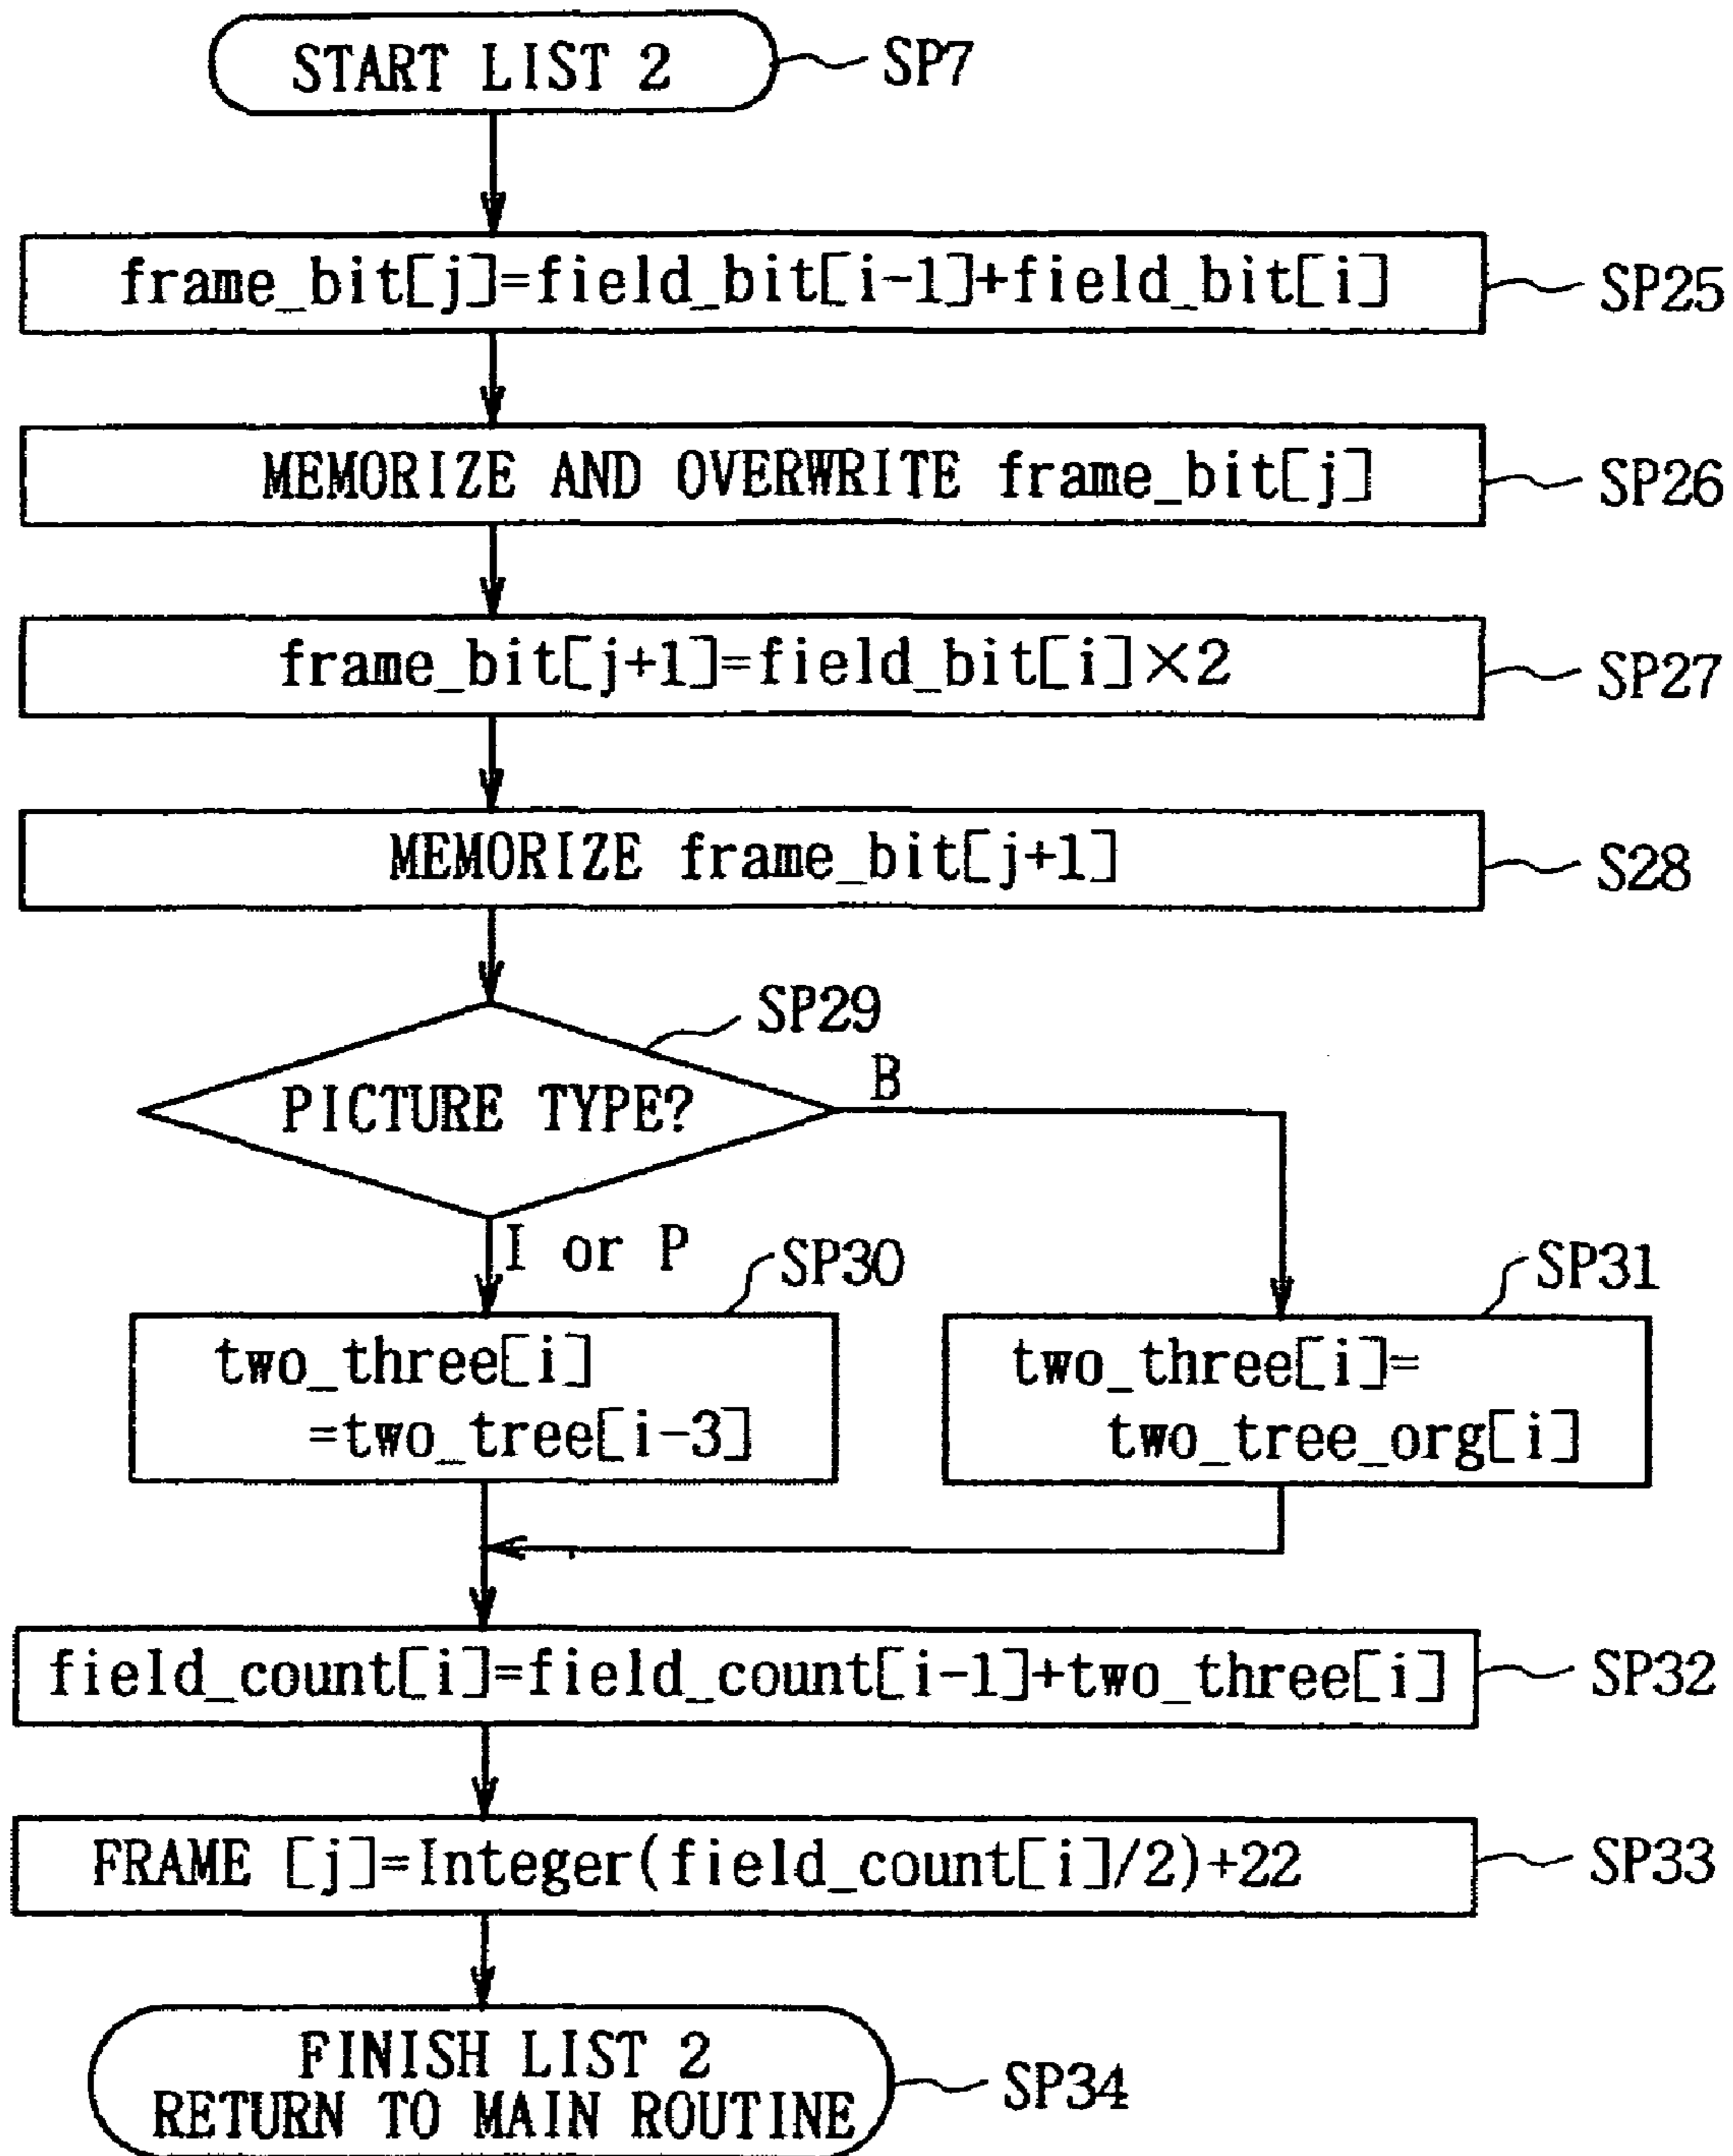 START LIST 2
SP7
frame_bit[j]=field_bit[i-1]+field_bit[i]
SP25
MEMORIZE AND OVERWRITE frame_bit[j]
SP26
frame_bit[j+1]=field_bit[i]×2
SP27
MEMORIZE frame_bit[j+1]
S28
SP29
PICTURE TYPE?
B
I or P
SP30
two_three[i]
=two_tree[i-3]
SP31
two_three[i]=
two_tree_org[i]
field_count[i]=field_count[i-1]+two_three[i]
SP32
FRAME [j]=Integer(field_count[i]/2)+22
SP33
FINISH LIST 2
RETURN TO MAIN ROUTINE
SP34